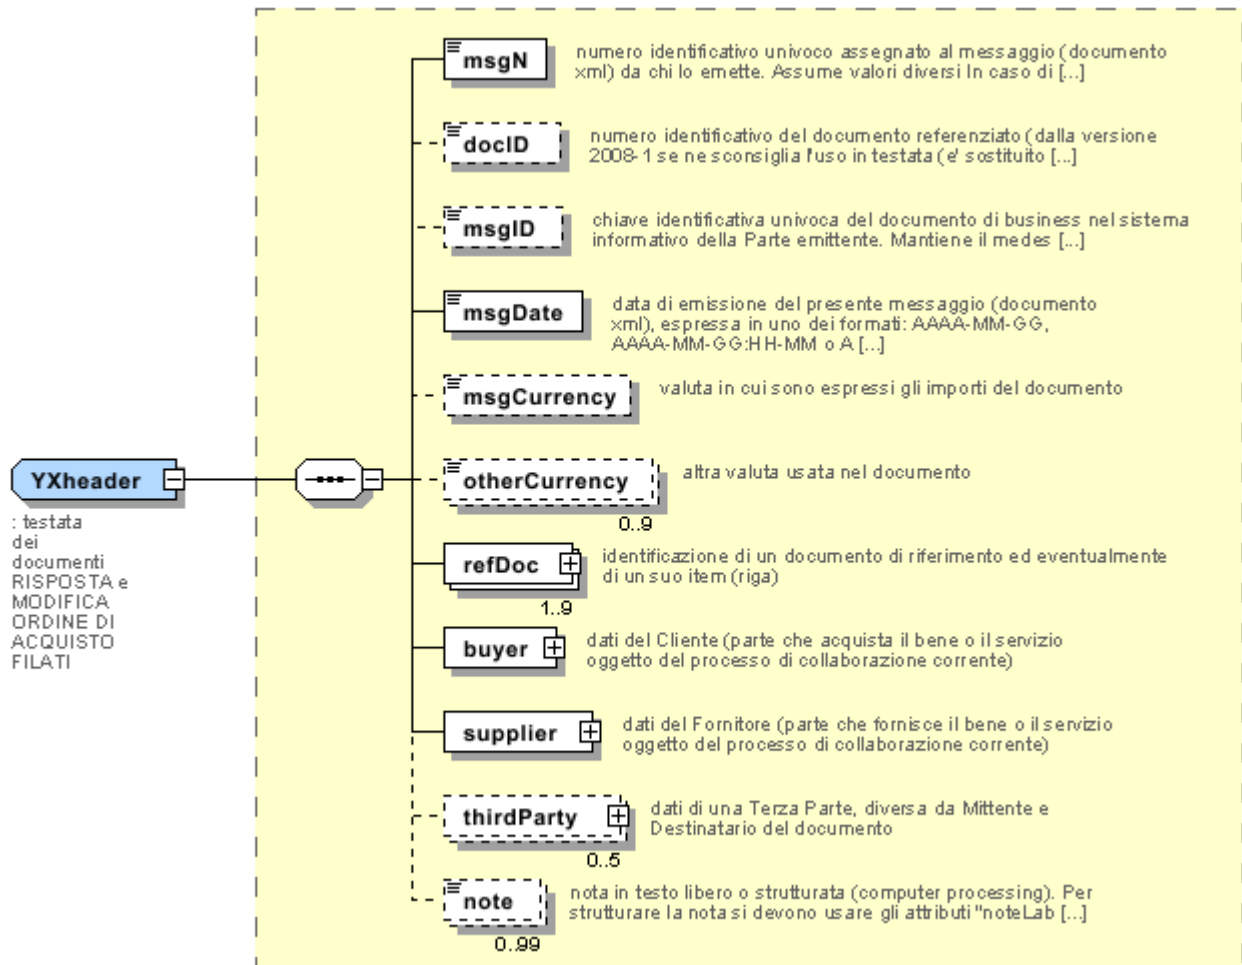 msgN
numero identificativo univoco assegnato al messaggio (documento
xml) da chi lo emette. Assume valori diversi In caso di [...]
docID
numero identificativo del documento referenziato (dalla versione
2008-1 se ne sconsiglia l'uso in testata (e' sostituito [...]
msgID
chiave identificativa univoca del documento di business nel sistema
informativo della Parte emittente. Mantiene il medes [...]
msgDate
data di emissione del presente messaggio (documento
xml), espressa in uno dei formati: AAAA-MM-GG,
AAAA-MM-GG:HH-MM o A [...]
msgCurrency
valuta in cui sono espressi gli importi del documento
YXheader
: testata
dei
documenti
RISPOSTA e
MODIFICA
ORDINE DI
ACQUISTO
FILATI
otherCurrency
altra valuta usata nel documento
0..9
refDoc
identificazione di un documento di riferimento ed eventualmente
di un suo item (riga)
1..9
buyer
dati del Cliente (parte che acquista il bene o il servizio
oggetto del processo di collaborazione corrente)
supplier
dati del Fornitore (parte che fornisce il bene o il servizio
oggetto del processo di collaborazione corrente)
thirdParty
dati di una Terza Parte, diversa da Mittente e
Destinatario del documento
0..5
note
nota in testo libero o strutturata (computer processing). Per
strutturare la nota si devono usare gli attributi "noteLab [...]
0..99